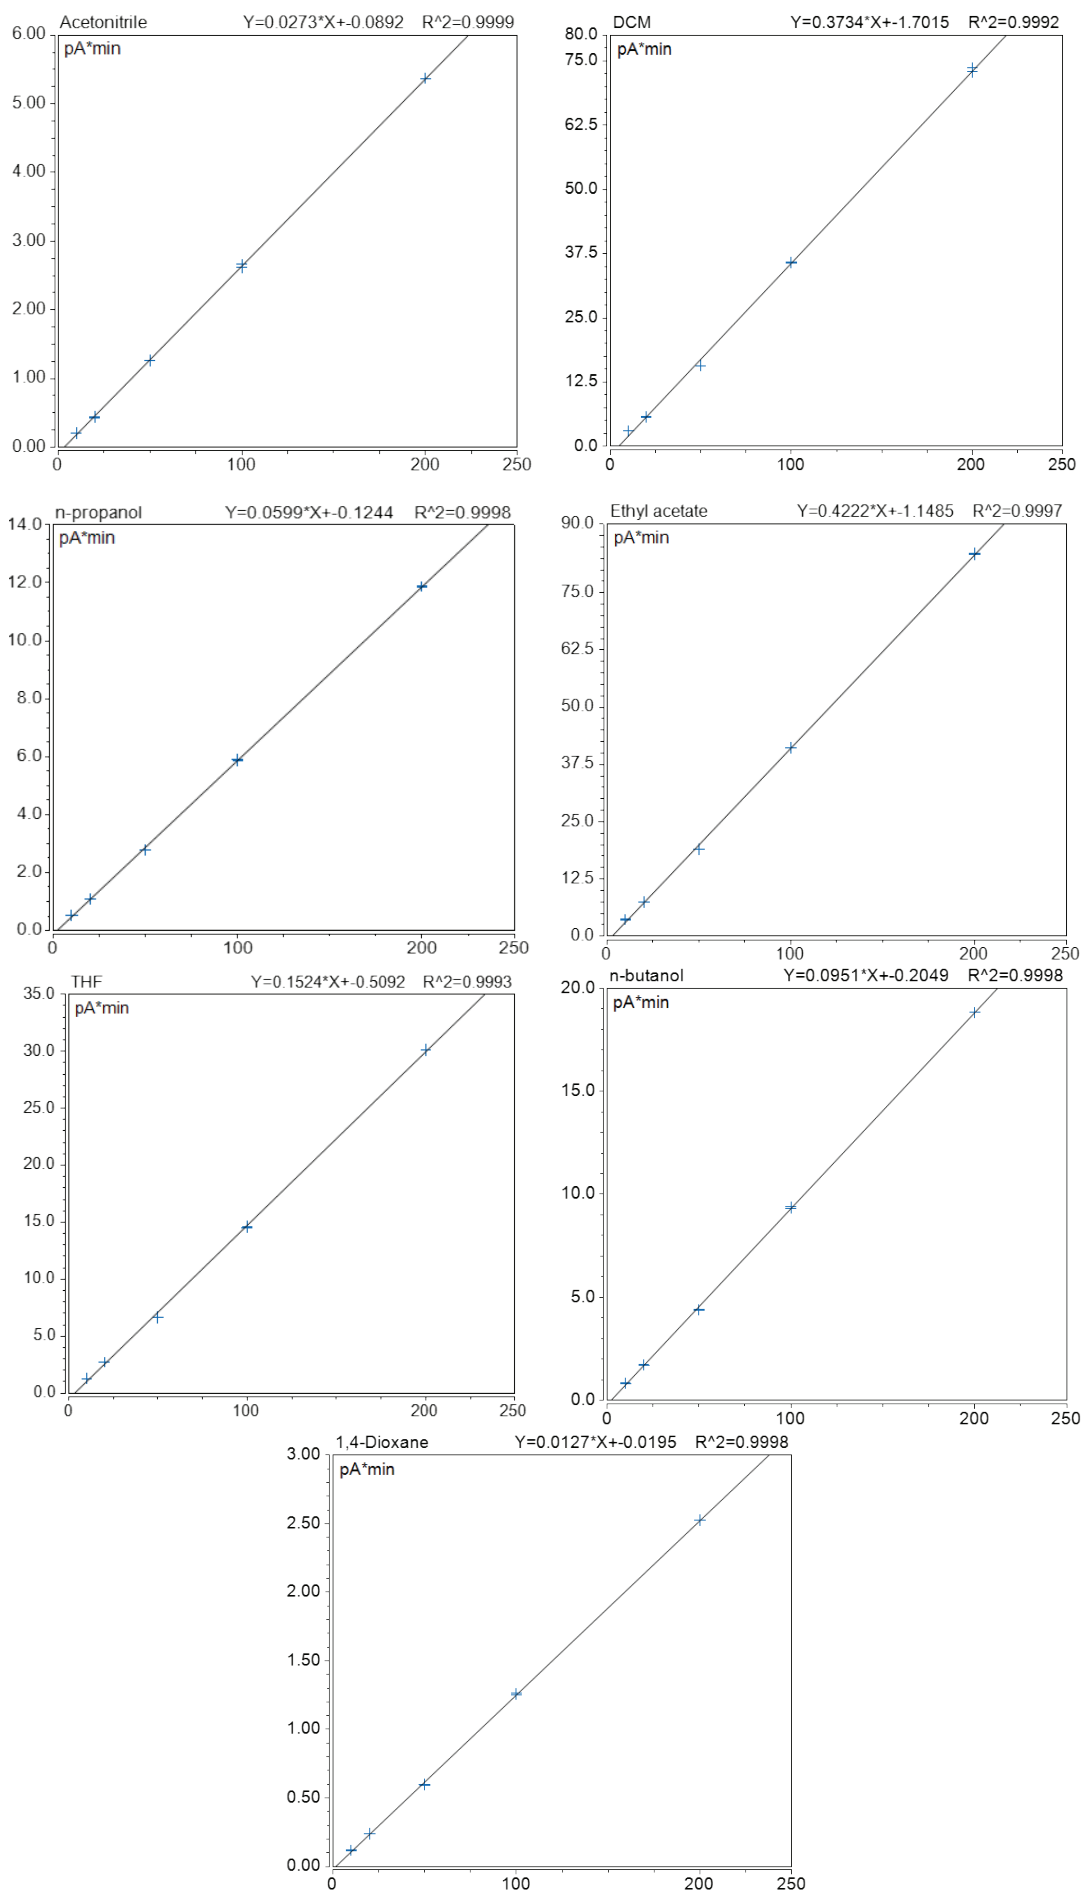 Acetonitrile Y=0.0273*X+-0.0892 R^2=0.9999
6.00
pA*min
5.00
4.00
3.00
2.00
1.00
0.00
0 100 200 250
DCM Y=0.3734*X+-1.7015 R^2=0.9992
80.0
pA*min
75.0
62.5
50.0
37.5
25.0
12.5
0.0
0 100 200 250
n-propanol Y=0.0599*X+-0.1244 R^2=0.9998
14.0
pA*min
12.0
10.0
8.0
6.0
4.0
2.0
0.0
0 100 200 250
Ethyl acetate Y=0.4222*X+-1.1485 R^2=0.9997
90.0
pA*min
75.0
62.5
50.0
37.5
25.0
12.5
0.0
0 100 200 250
THF Y=0.1524*X+-0.5092 R^2=0.9993
35.0
pA*min
30.0
25.0
20.0
15.0
10.0
5.0
0.0
0 100 200 250
n-butanol Y=0.0951*X+-0.2049 R^2=0.9998
20.0
pA*min
15.0
10.0
5.0
0.0
0 100 200 250
1,4-Dioxane Y=0.0127*X+-0.0195 R^2=0.9998
3.00
pA*min
2.50
2.00
1.50
1.00
0.50
0.00
0 100 200 250